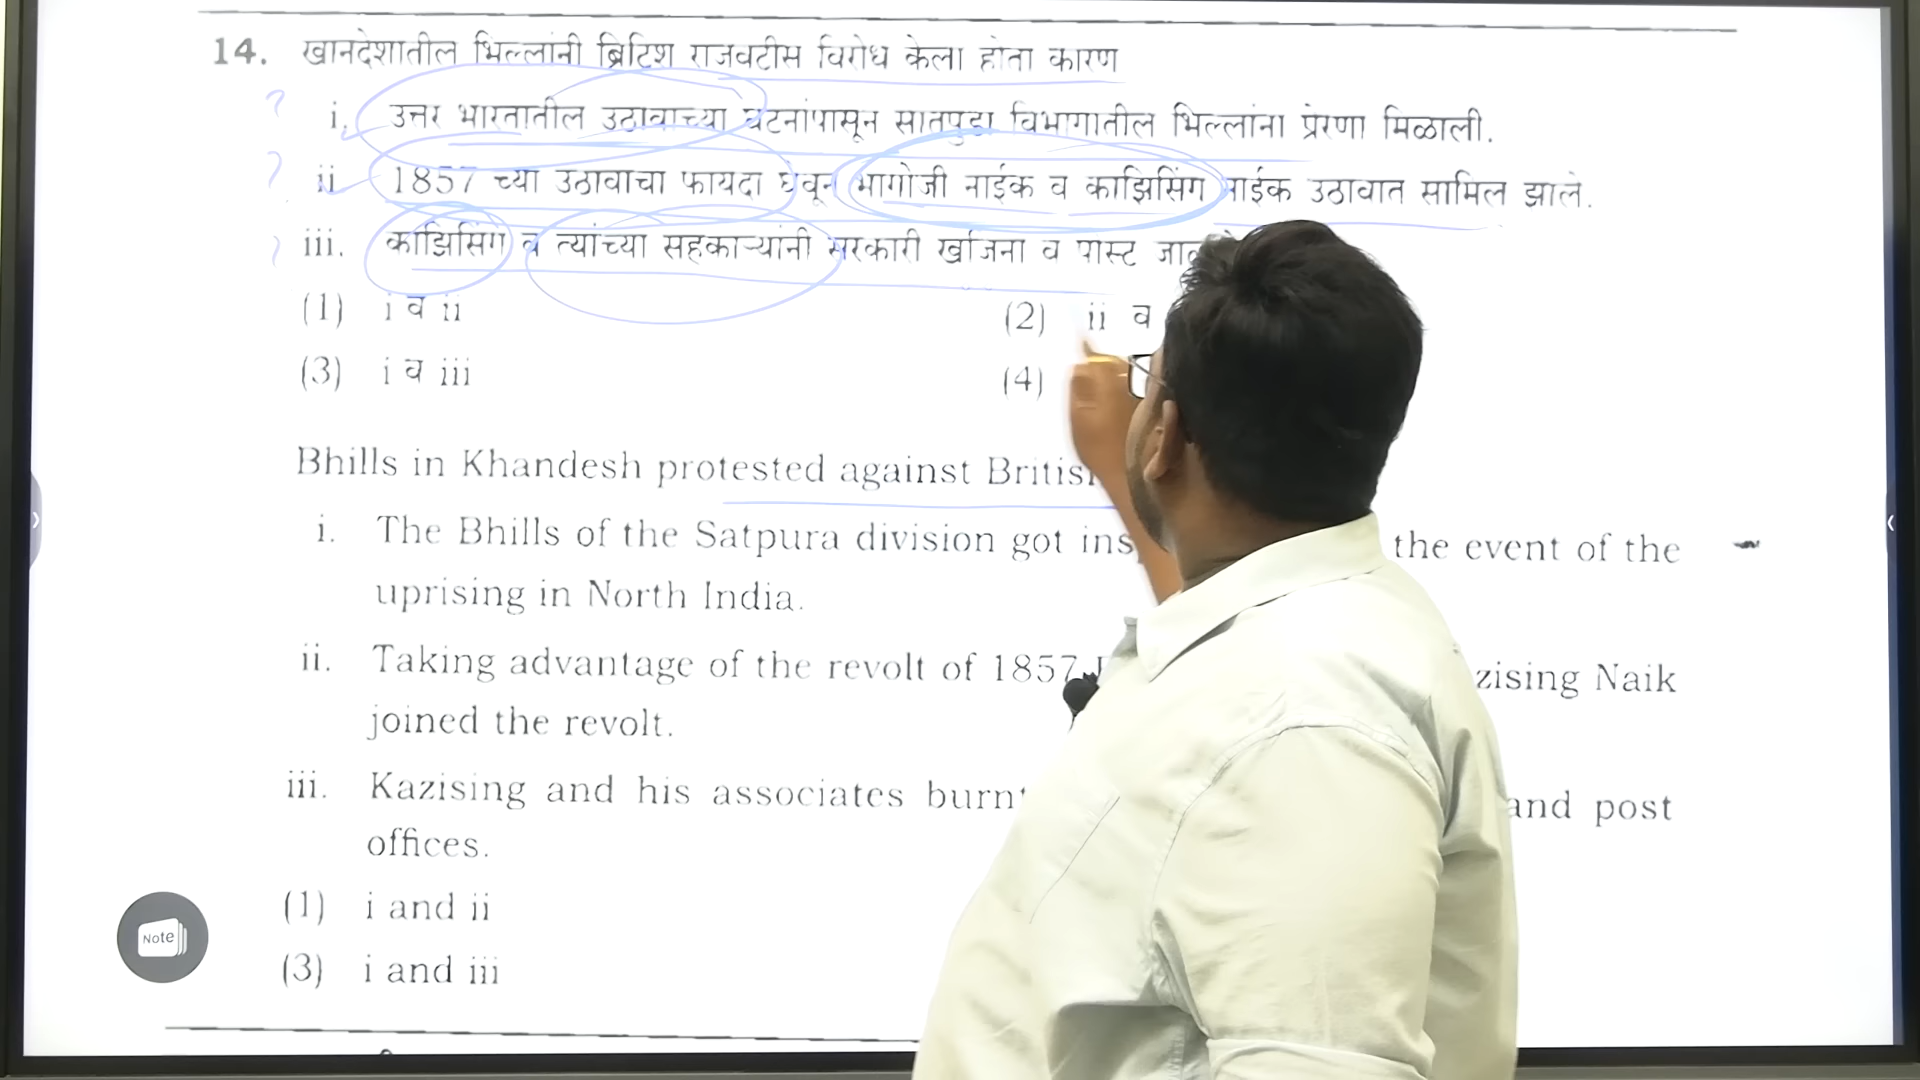 14. खानदेशातील भिल्लांनी ब्रिटिश राजवटीस विरोध केला होता कारण
? i. उत्तर भारतातील उठावाच्या घटनांपासून सातपुडा विभागातील भिल्लांना प्रेरणा मिळाली.
? ii 1857 च्या उठावाचा फायदा घेवून भागोजी नाईक व काझिसिंग नाईक उठावात सामिल झाले.
? iii. काझिसिंग व त्यांच्या सहकाऱ्यांनी सरकारी खजिना व पोस्ट
(1) i व ii (2) ii व
(3) i व iii (4)
Bhills in Khandesh protested against
i. The Bhills of the Satpura division got the event of the
uprising in North India.
ii. Taking advantage of the revolt of 1857 Naik
joined the revolt.
iii. Kazising and his associates burnt and post
offices.
(1) i and ii
(3) i and iii
Note